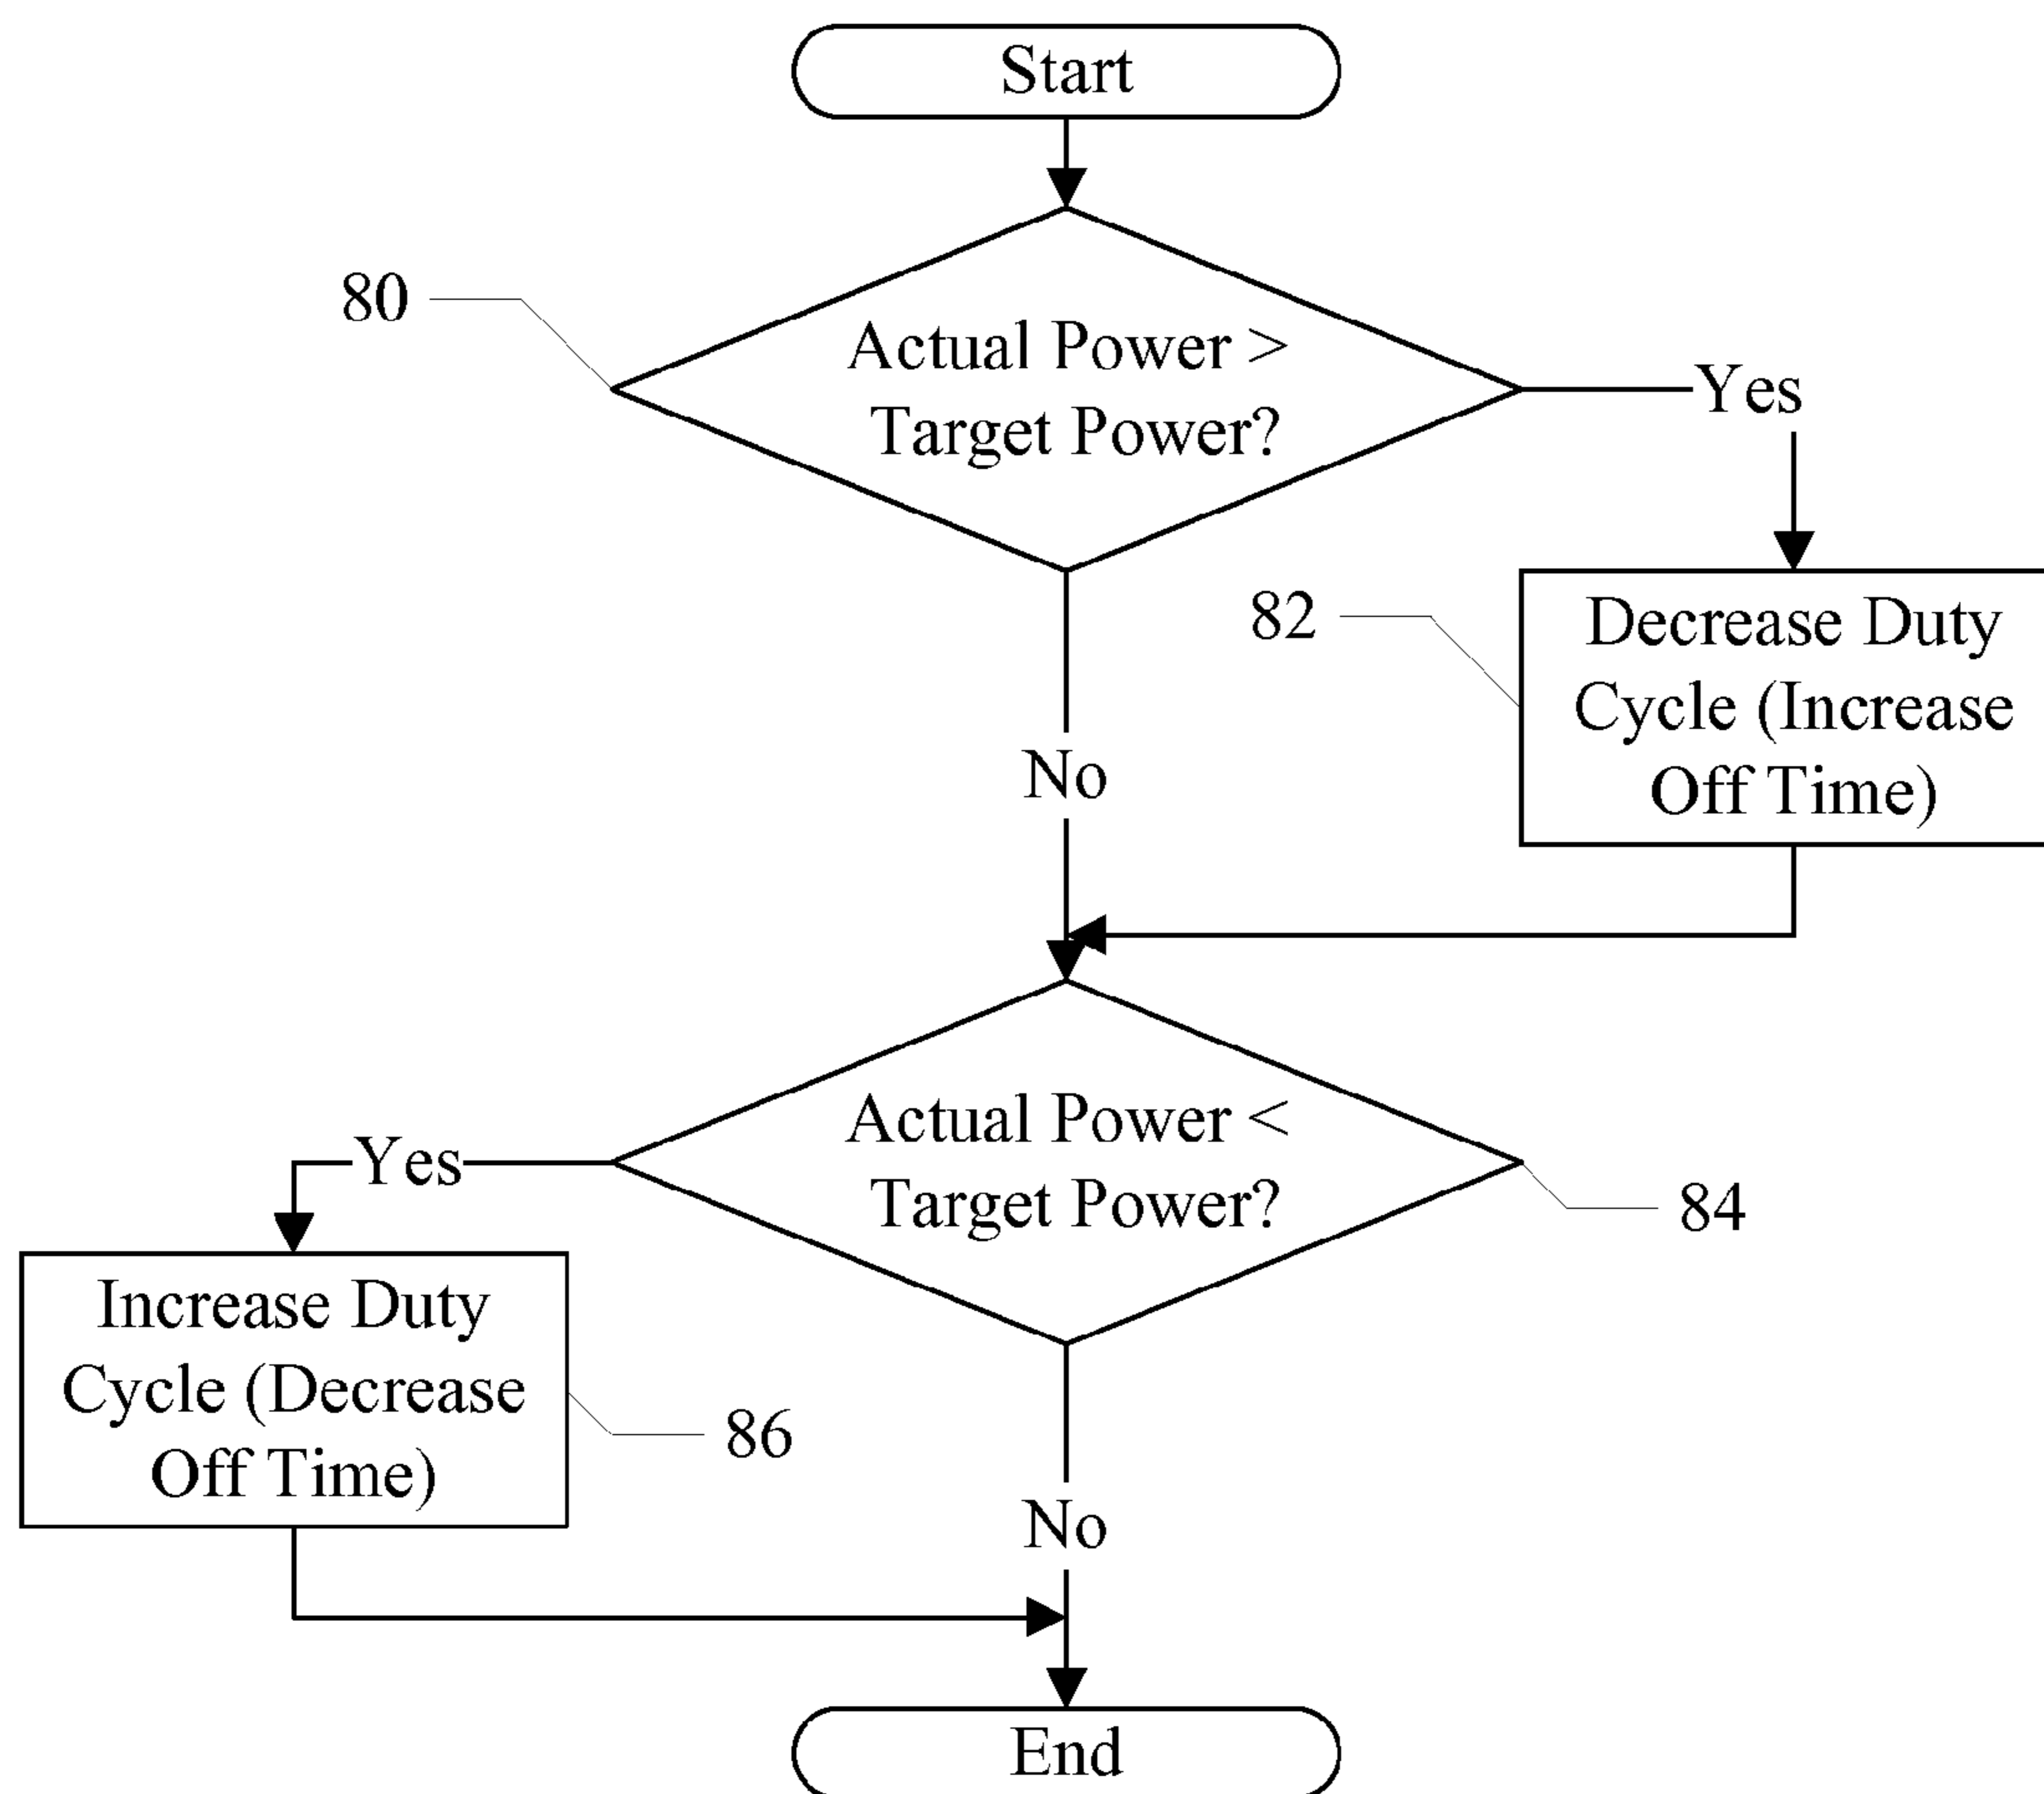 Start
80
Actual Power >
Target Power?
Yes
82
Decrease Duty
Cycle (Increase
Off Time)
No
Actual Power <
Target Power?
Yes
84
Increase Duty
Cycle (Decrease
Off Time)
86
No
End